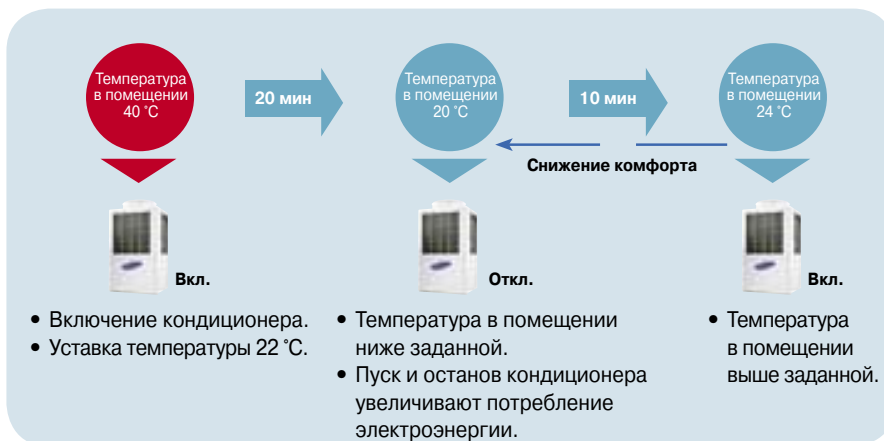 Температура
в помещении
40 °C
20 мин
Температура
в помещении
20 °C
10 мин
Температура
в помещении
24 °C
Снижение комфорта
Вкл.
Откл.
Вкл.
• Включение кондиционера.
• Уставка температуры 22 °C.
• Температура в помещении
ниже заданной.
• Пуск и останов кондиционера
увеличивают потребление
электроэнергии.
• Температура
в помещении
выше заданной.